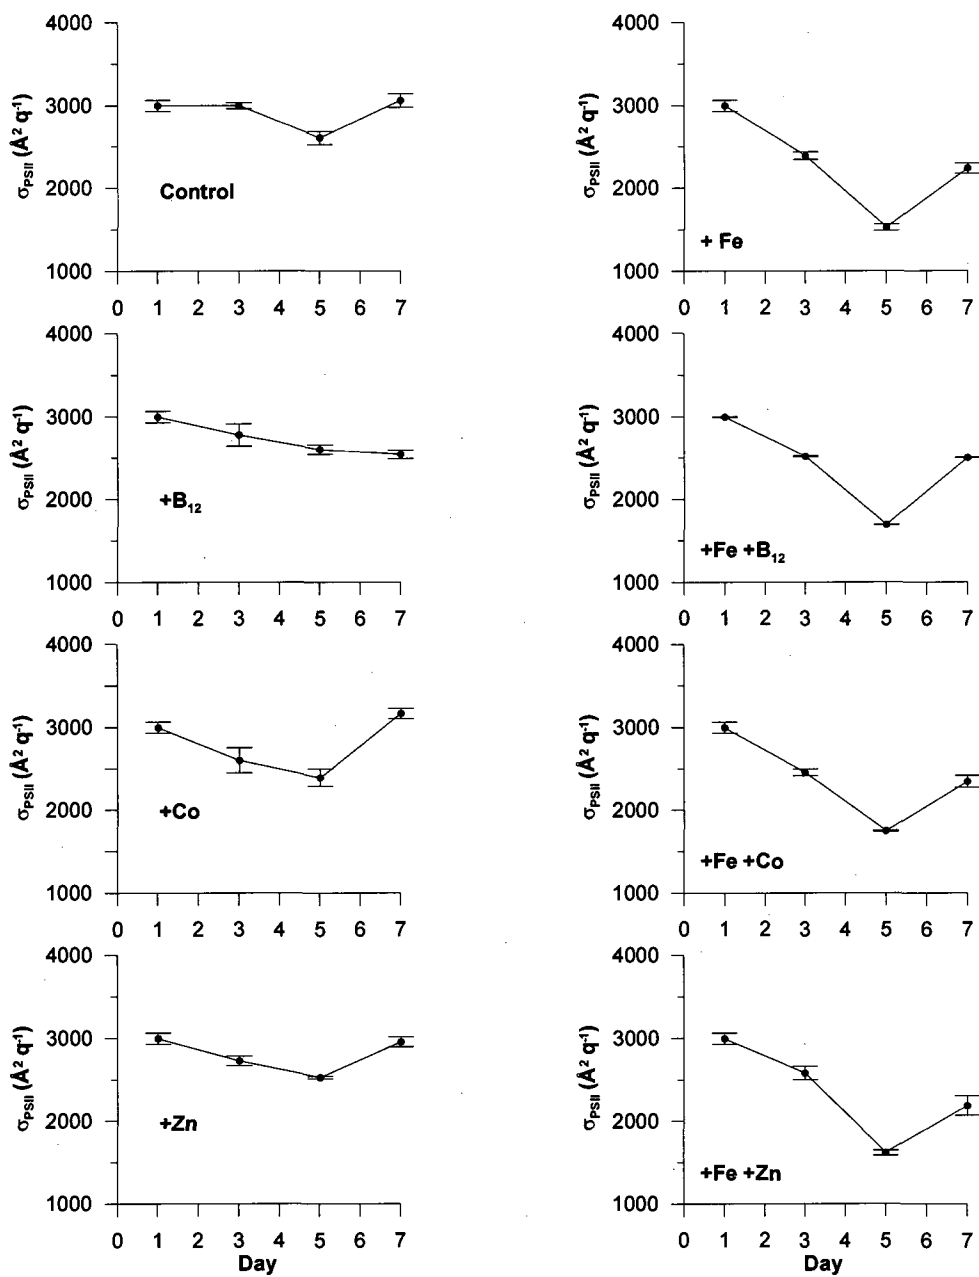 4000
3000
2000
1000
σPSII (Å² q⁻¹)
Control
0 1 2 3 4 5 6 7
4000
3000
2000
1000
σPSII (Å² q⁻¹)
+ Fe
0 1 2 3 4 5 6 7
4000
3000
2000
1000
σPSII (Å² q⁻¹)
+B₁₂
0 1 2 3 4 5 6 7
4000
3000
2000
1000
σPSII (Å² q⁻¹)
+Fe +B₁₂
0 1 2 3 4 5 6 7
4000
3000
2000
1000
σPSII (Å² q⁻¹)
+Co
0 1 2 3 4 5 6 7
4000
3000
2000
1000
σPSII (Å² q⁻¹)
+Fe +Co
0 1 2 3 4 5 6 7
4000
3000
2000
1000
σPSII (Å² q⁻¹)
+Zn
0 1 2 3 4 5 6 7
Day
4000
3000
2000
1000
σPSII (Å² q⁻¹)
+Fe +Zn
0 1 2 3 4 5 6 7
Day